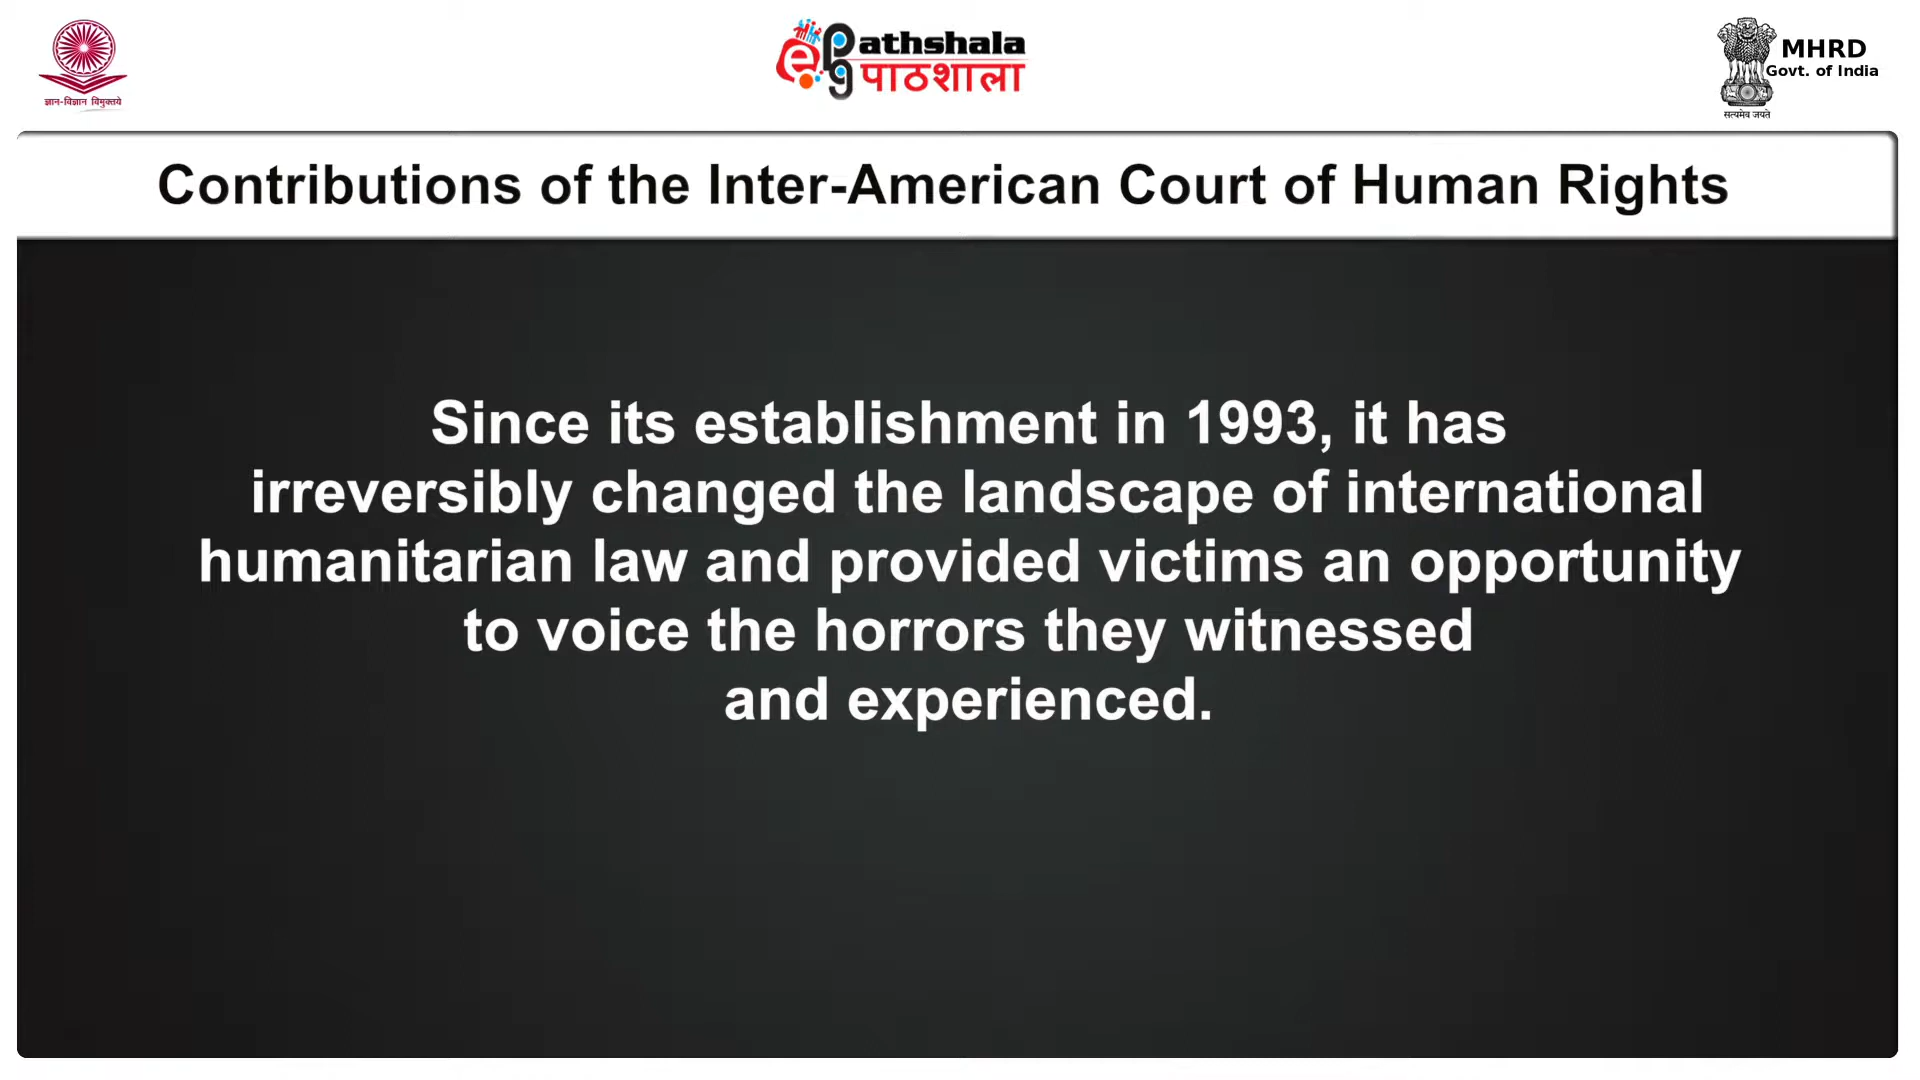 ज्ञान-विज्ञान विमुक्तये
ePG athshala
पाठशाला
MHRD
Govt. of India
सत्यमेव जयते
Contributions of the Inter-American Court of Human Rights
Since its establishment in 1993, it has
irreversibly changed the landscape of international
humanitarian law and provided victims an opportunity
to voice the horrors they witnessed
and experienced.